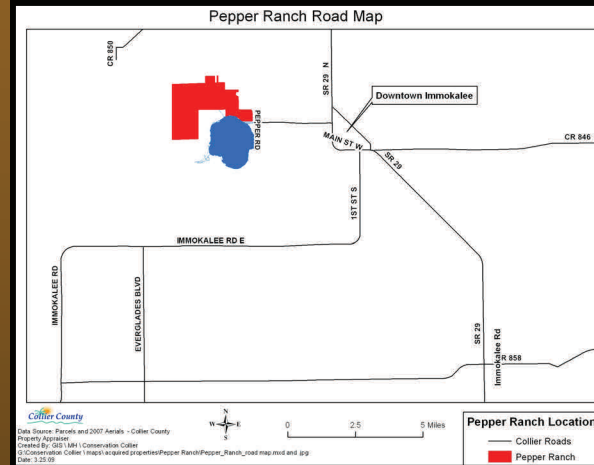 Pepper Ranch Road Map
CR 850
SR 29 N
Downtown Immokalee
PEPPER RD
MAIN ST W
CR 846
SR 29
1ST ST S
IMMOKALEE RD E
IMMOKALEE RD
EVERGLADES BLVD
SR 29
Immokalee Rd
CR 858
Collier County
Data Source: Parcels and 2007 Aerials - Collier County
Property Appraiser
Created By: GIS \ MH \ Conservation Collier
G:\Conservation Collier \ maps\ acquired properties\Pepper Ranch\Pepper_Ranch_road map.mxd and jpg
Date: 3.25.09
N
W E
S
0 2.5 5 Miles
Pepper Ranch Location
Collier Roads
Pepper Ranch